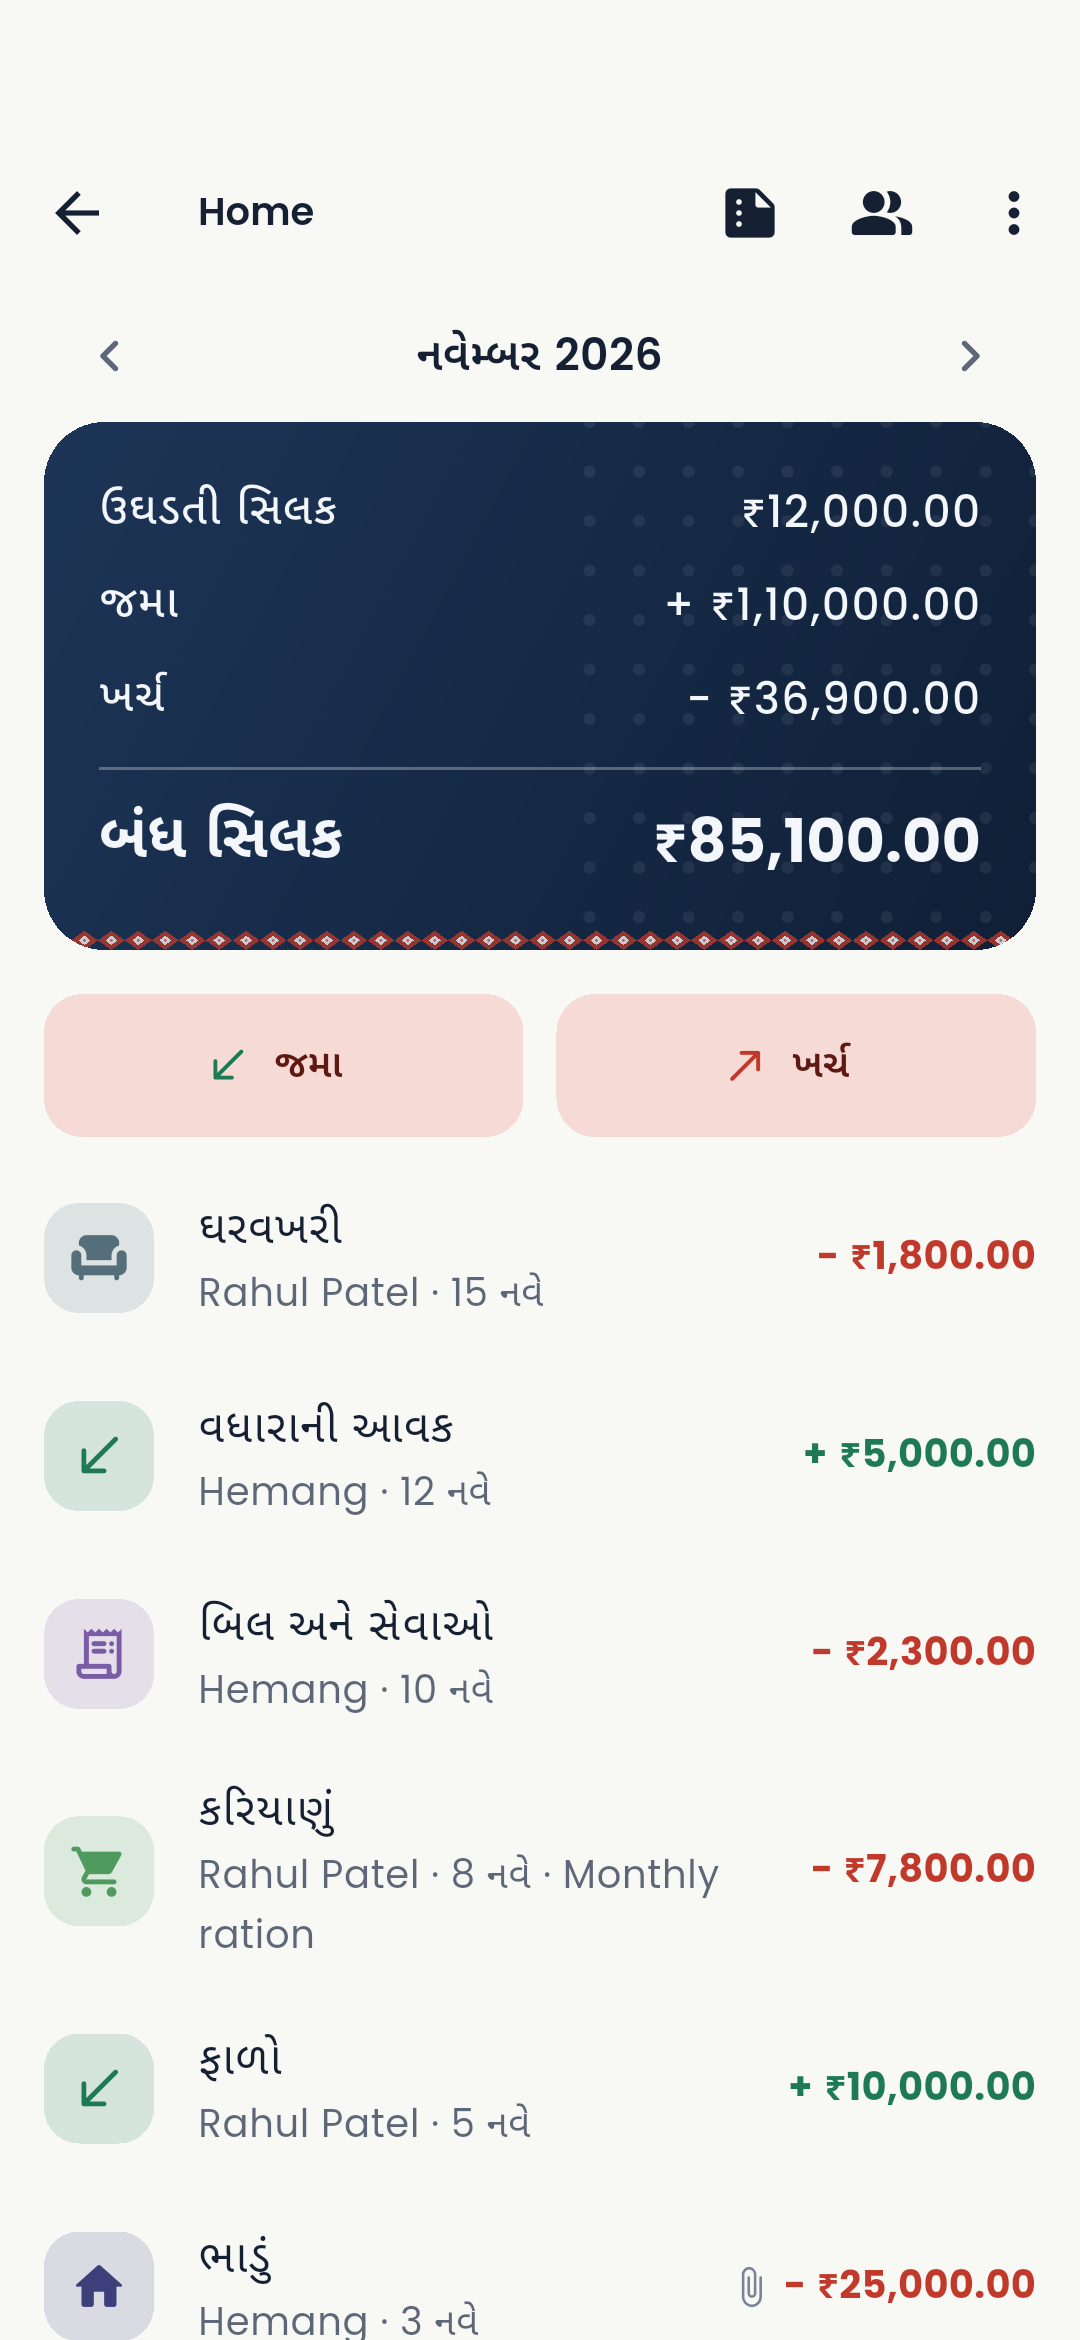 Home
નવેમ્બર 2026
ઉઘડતી સિલક ₹12,000.00
જમા + ₹1,10,000.00
ખર્ચ - ₹36,900.00
બંધ સિલક ₹85,100.00
જમા ખર્ચ
ઘરવખરી
- ₹1,800.00
Rahul Patel · 15 નવે
વધારાની આવક
+ ₹5,000.00
Hemang · 12 નવે
બિલ અને સેવાઓ
- ₹2,300.00
Hemang · 10 નવે
કરિયાણું
Rahul Patel · 8 નવે · Monthly
- ₹7,800.00
ration
ફાળો
+ ₹10,000.00
Rahul Patel · 5 નવે
ભાડું
- ₹25,000.00
Hemang · 3 નવે